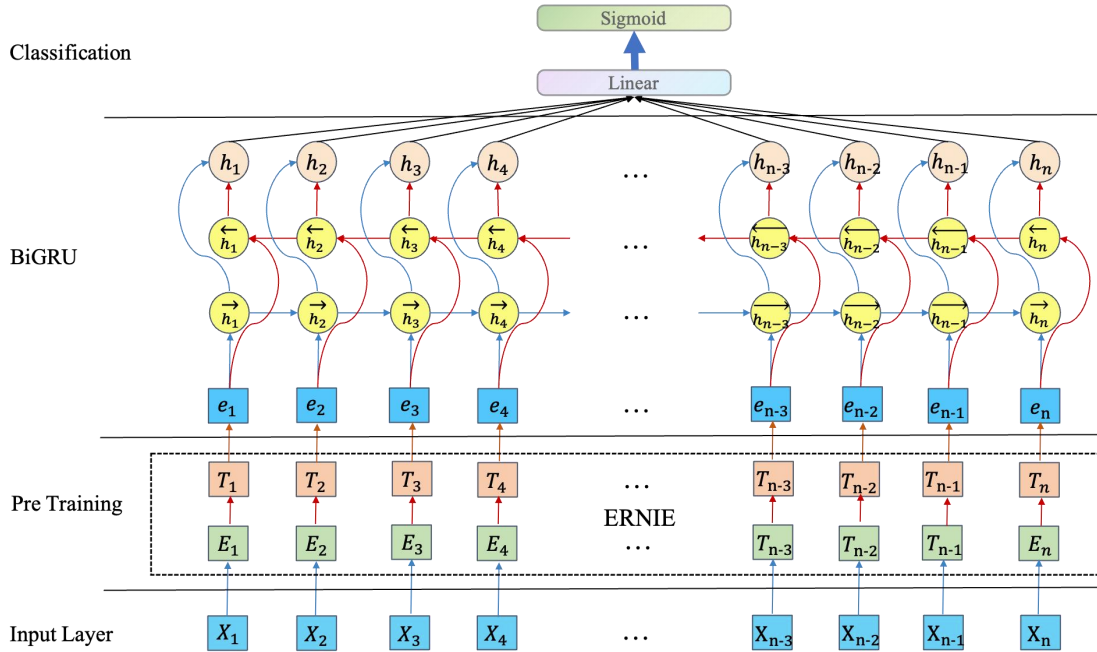 Sigmoid
Classification
Linear
h₁ h₂ h₃ h₄ ... hₙ₋₃ hₙ₋₂ hₙ₋₁ hₙ
BiGRU
←h₁ ←h₂ ←h₃ ←h₄ ... ←hₙ₋₃ ←hₙ₋₂ ←hₙ₋₁ ←hₙ
→h₁ →h₂ →h₃ →h₄ ... →hₙ₋₃ →hₙ₋₂ →hₙ₋₁ →hₙ
e₁ e₂ e₃ e₄ ... eₙ₋₃ eₙ₋₂ eₙ₋₁ eₙ
T₁ T₂ T₃ T₄ ... Tₙ₋₃ Tₙ₋₂ Tₙ₋₁ Tₙ
Pre Training
ERNIE
E₁ E₂ E₃ E₄ ... Tₙ₋₃ Tₙ₋₂ Tₙ₋₁ Eₙ
Input Layer X₁ X₂ X₃ X₄ ... Xₙ₋₃ Xₙ₋₂ Xₙ₋₁ Xₙ